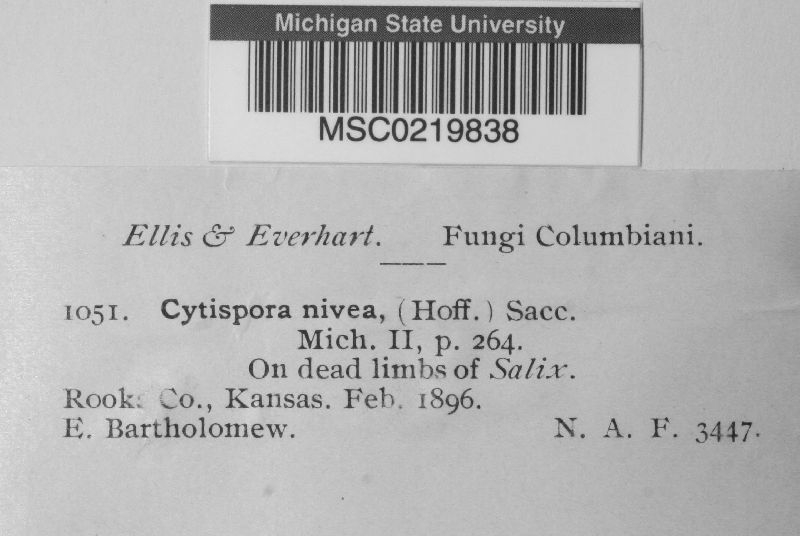 Michigan State University
MSC0219838
Ellis & Everhart. Fungi Columbiani.
1051. Cytispora nivea, (Hoff.) Sacc.
Mich. II, p. 264.
On dead limbs of Salix.
Rook: Co., Kansas. Feb. 1896.
E. Bartholomew. N. A. F. 3447.